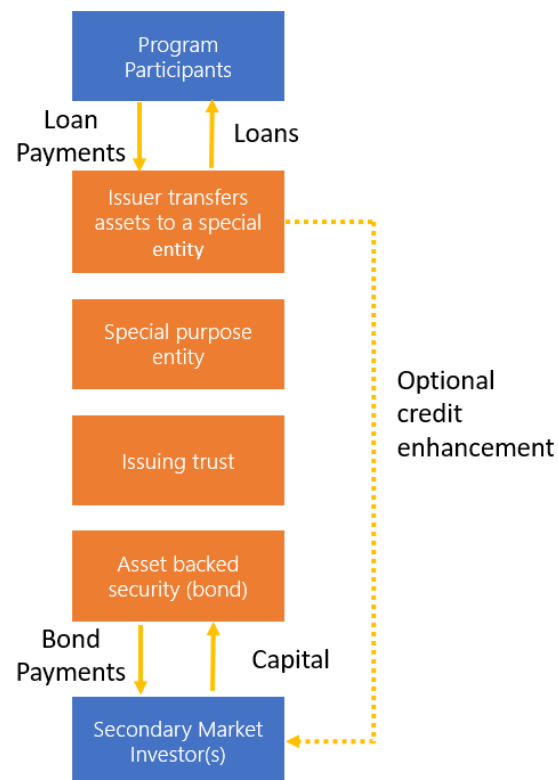 Program
Participants
Loan
Payments
Loans
Issuer transfers
assets to a special
entity
Special purpose
entity
Optional
credit
enhancement
Issuing trust
Asset backed
security (bond)
Bond
Payments
Capital
Secondary Market
Investor(s)